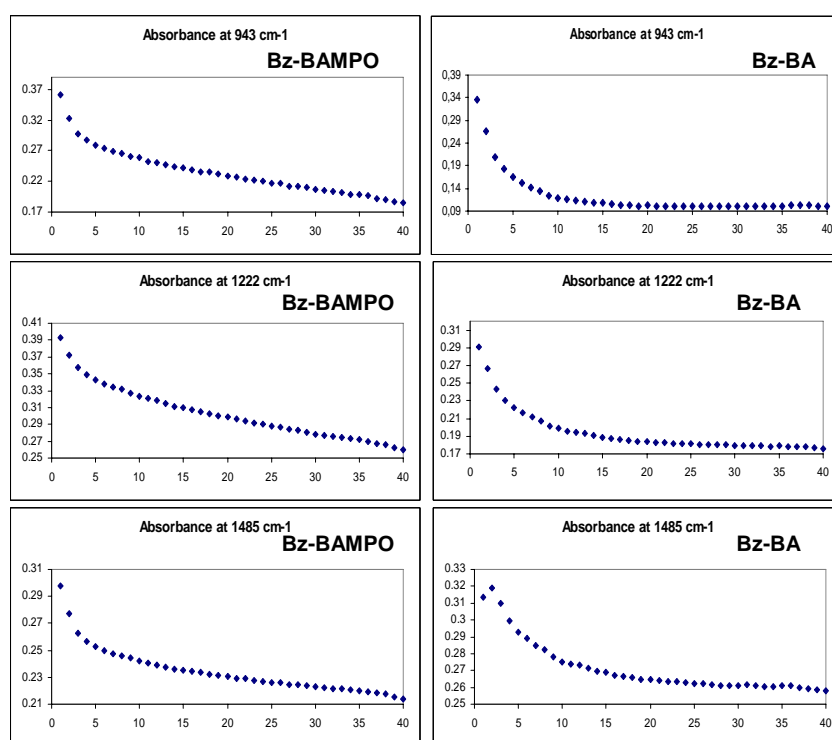 Absorbance at 943 cm-1
Bz-BAMPO
0.37
0.27
0.22
0.17
0 5 10 15 20 25 30 35 40
Absorbance at 943 cm-1
Bz-BA
0,39
0,34
0,29
0,24
0,19
0,14
0,09
0 5 10 15 20 25 30 35 40
Absorbance at 1222 cm-1
Bz-BAMPO
0.41
0.39
0.37
0.35
0.33
0.31
0.29
0.27
0.25
0 5 10 15 20 25 30 35 40
Absorbance at 1222 cm-1
Bz-BA
0.31
0.29
0.27
0.25
0.23
0.21
0.19
0.17
0 5 10 15 20 25 30 35 40
Absorbance at 1485 cm-1
Bz-BAMPO
0.31
0.29
0.27
0.25
0.23
0.21
0 5 10 15 20 25 30 35 40
Absorbance at 1485 cm-1
Bz-BA
0.33
0.32
0.31
0.3
0.29
0.28
0.27
0.26
0.25
0 5 10 15 20 25 30 35 40